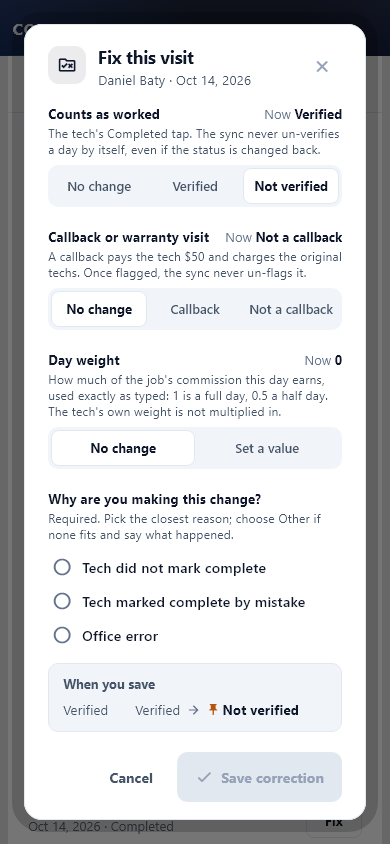 CO
Fix this visit
Daniel Baty · Oct 14, 2026
Counts as worked Now Verified
The tech's Completed tap. The sync never un-verifies
a day by itself, even if the status is changed back.
No change Verified Not verified
Callback or warranty visit Now Not a callback
A callback pays the tech $50 and charges the original
techs. Once flagged, the sync never un-flags it.
No change Callback Not a callback
Day weight Now 0
How much of the job's commission this day earns,
used exactly as typed: 1 is a full day, 0.5 a half day.
The tech's own weight is not multiplied in.
No change Set a value
Why are you making this change?
Required. Pick the closest reason; choose Other if
none fits and say what happened.
Tech did not mark complete
Tech marked complete by mistake
Office error
When you save
Verified Verified → Not verified
Cancel Save correction
Oct 14, 2026 · Completed Fix